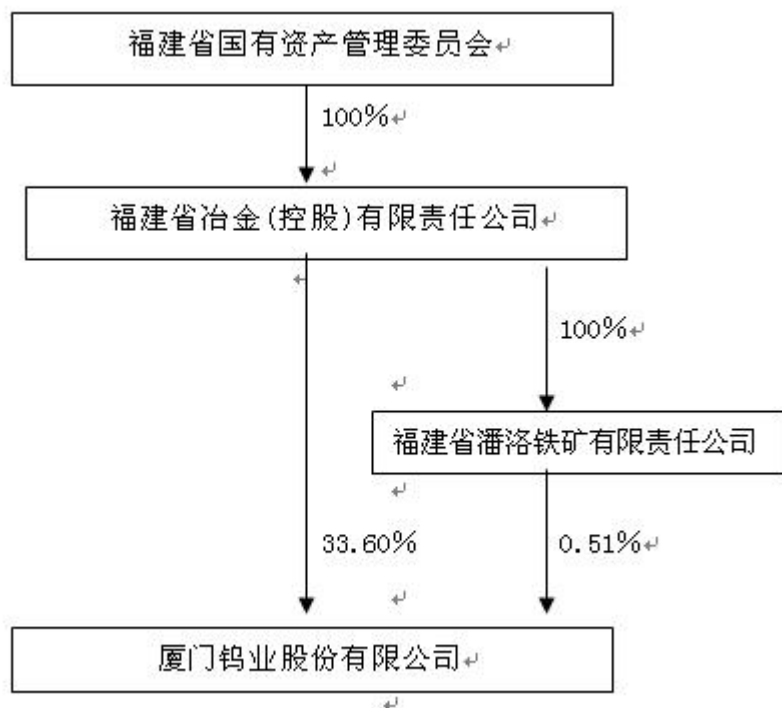 福建省国有资产管理委员会
100%
福建省冶金(控股)有限责任公司
100%
福建省潘洛铁矿有限责任公司
33.60%
0.51%
厦门钨业股份有限公司